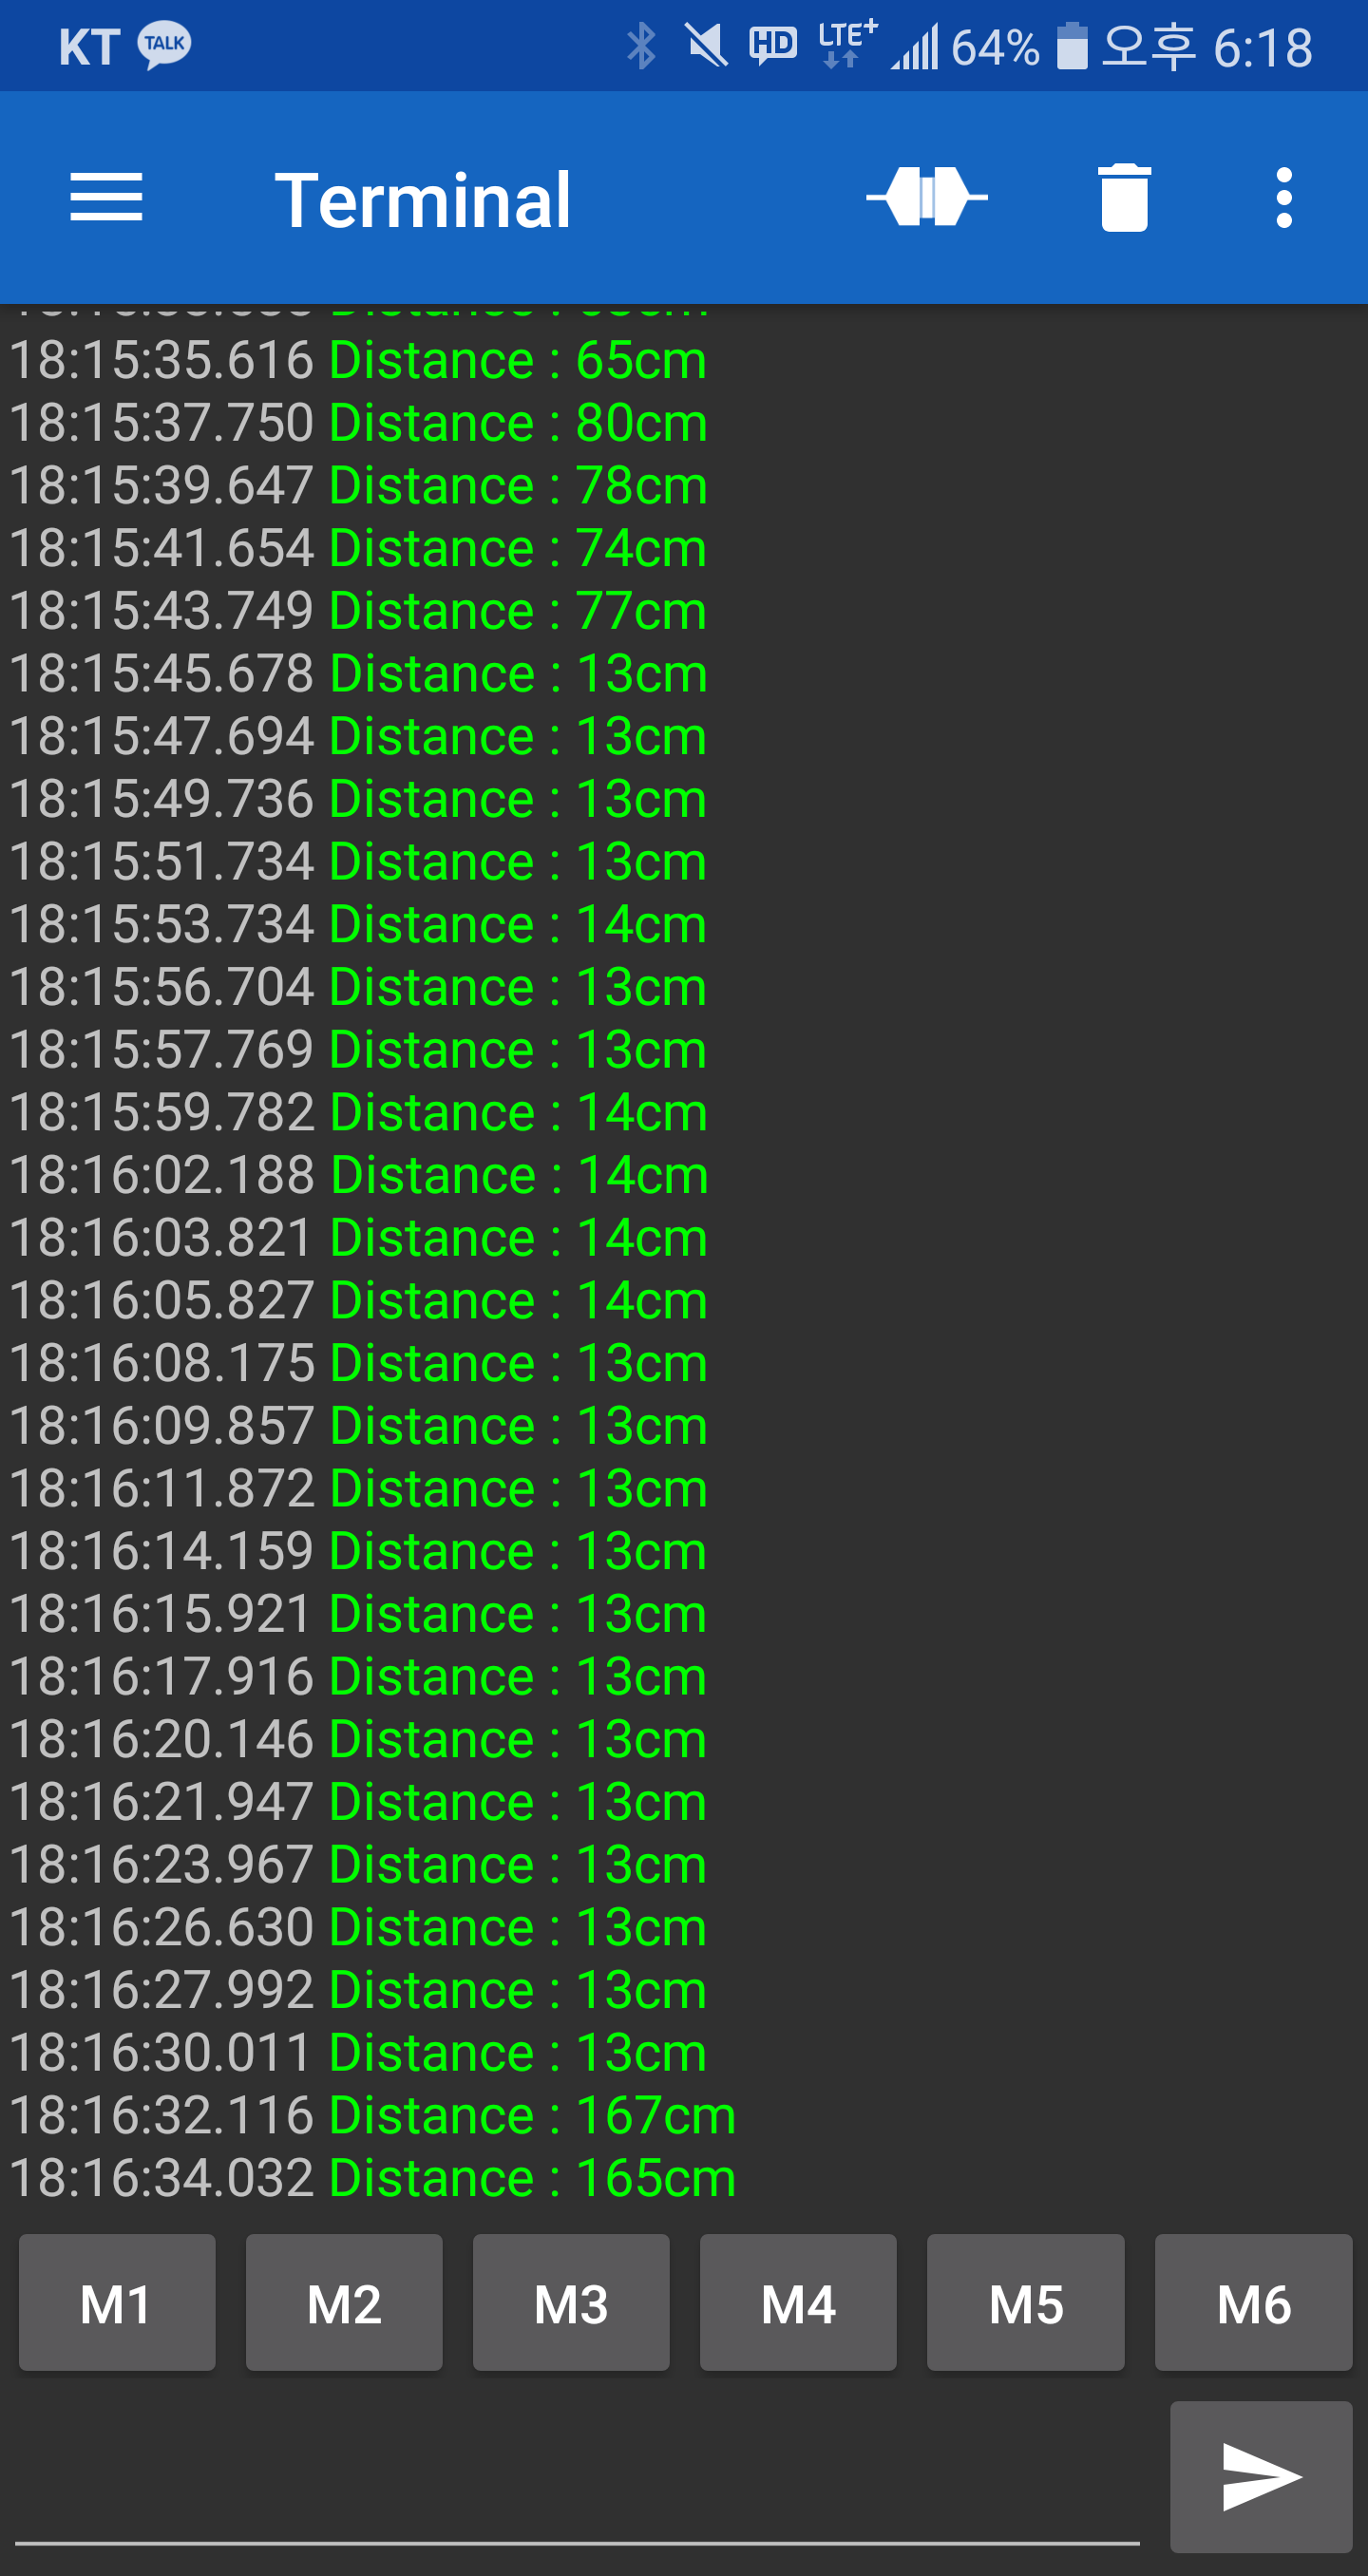 KT TALK HD LTE+ 64% 오후 6:18
Terminal
18:15:35.616 Distance : 65cm
18:15:37.750 Distance : 80cm
18:15:39.647 Distance : 78cm
18:15:41.654 Distance : 74cm
18:15:43.749 Distance : 77cm
18:15:45.678 Distance : 13cm
18:15:47.694 Distance : 13cm
18:15:49.736 Distance : 13cm
18:15:51.734 Distance : 13cm
18:15:53.734 Distance : 14cm
18:15:56.704 Distance : 13cm
18:15:57.769 Distance : 13cm
18:15:59.782 Distance : 14cm
18:16:02.188 Distance : 14cm
18:16:03.821 Distance : 14cm
18:16:05.827 Distance : 14cm
18:16:08.175 Distance : 13cm
18:16:09.857 Distance : 13cm
18:16:11.872 Distance : 13cm
18:16:14.159 Distance : 13cm
18:16:15.921 Distance : 13cm
18:16:17.916 Distance : 13cm
18:16:20.146 Distance : 13cm
18:16:21.947 Distance : 13cm
18:16:23.967 Distance : 13cm
18:16:26.630 Distance : 13cm
18:16:27.992 Distance : 13cm
18:16:30.011 Distance : 13cm
18:16:32.116 Distance : 167cm
18:16:34.032 Distance : 165cm
M1 M2 M3 M4 M5 M6